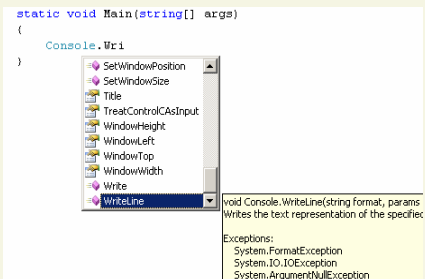 static void Main(string[] args)
{
Console.Wri
}
SetWindowPosition
SetWindowSize
Title
TreatControlCAsInput
WindowHeight
WindowLeft
WindowTop
WindowWidth
Write
WriteLine
void Console.WriteLine(string format, params
Writes the text representation of the specified
Exceptions:
System.FormatException
System.IO.IOException
System.ArgumentNullException